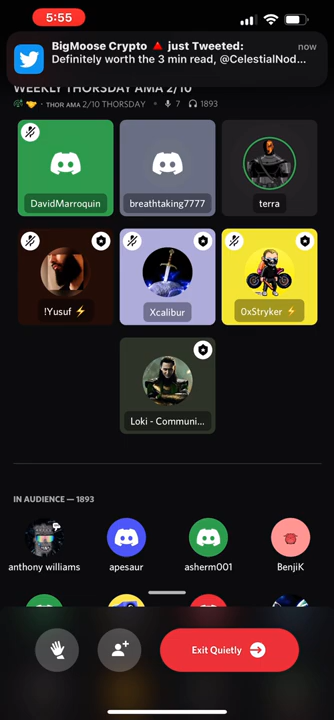 5:55
BigMoose Crypto 🔺 just Tweeted:
now
Definitely worth the 3 min read, @CelestialNod...
WEEKLY THURSDAY AMA 2/10
• THOR AMA 2/10 THURSDAY • 7 1893
DavidMarroquin
breathtaking7777
terra
!Yusuf ⚡
Xcalibur
0xStryker ⚡
Loki - Communi...
IN AUDIENCE — 1893
anthony williams
apesaur
asherm001
BenjiK
Exit Quietly